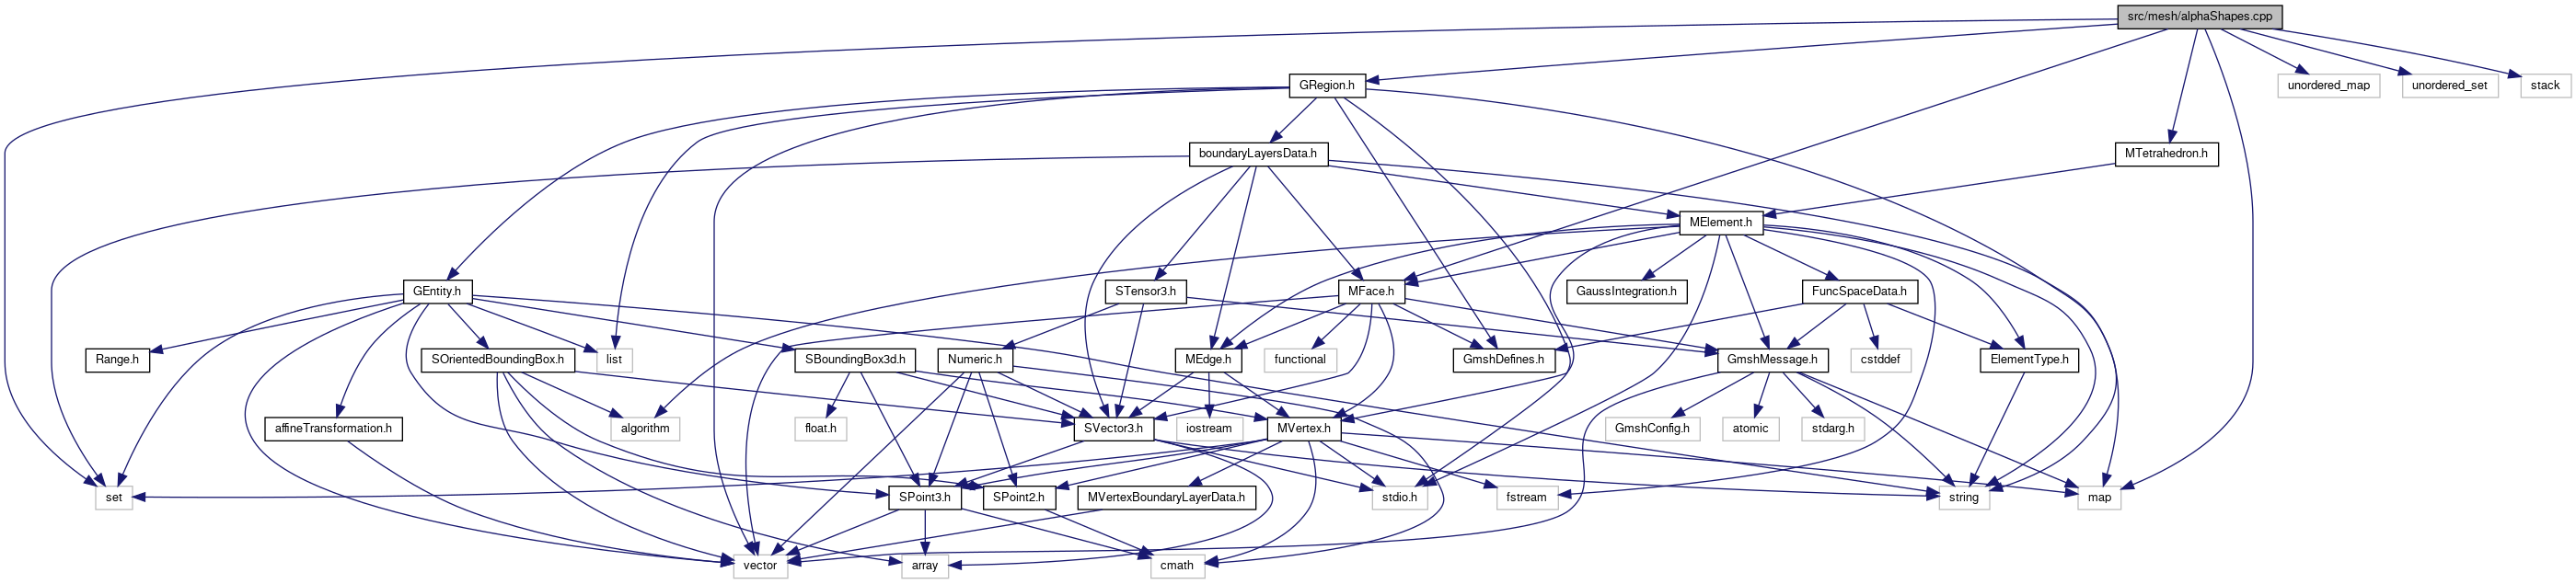 src/mesh/alphaShapes.cpp
GRegion.h
unordered_map
unordered_set
stack
boundaryLayersData.h
MTetrahedron.h
MElement.h
GEntity.h
STensor3.h
MFace.h
GaussIntegration.h
FuncSpaceData.h
Range.h
SOrientedBoundingBox.h
list
SBoundingBox3d.h
Numeric.h
MEdge.h
functional
GmshDefines.h
GmshMessage.h
cstddef
ElementType.h
affineTransformation.h
algorithm
float.h
SVector3.h
iostream
MVertex.h
GmshConfig.h
atomic
stdarg.h
set
SPoint3.h
SPoint2.h
MVertexBoundaryLayerData.h
stdio.h
fstream
string
map
vector
array
cmath